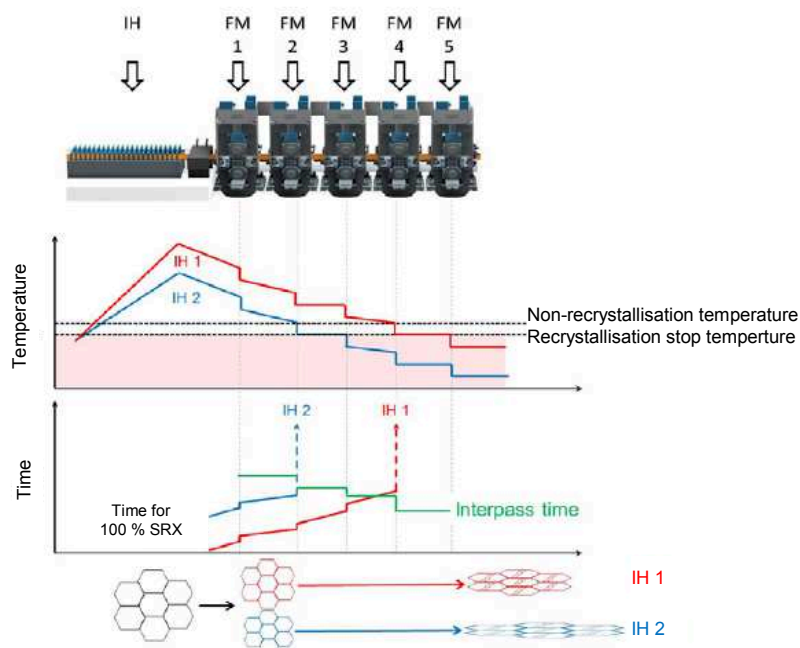 IH
FM
1
FM
2
FM
3
FM
4
FM
5
Temperature
IH 1
IH 2
Non-recrystallisation temperature
Recrystallisation stop temperture
Time
IH 2
IH 1
Time for
100 % SRX
Interpass time
IH 1
IH 2